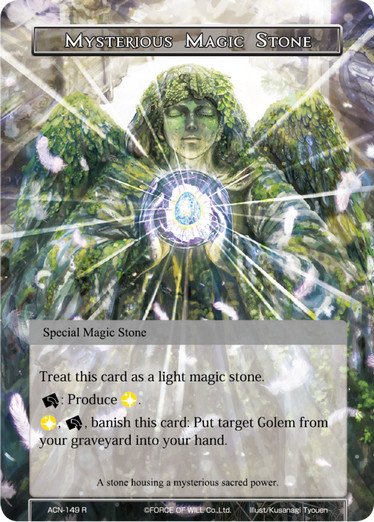 Mysterious Magic Stone
Special Magic Stone
Treat this card as a light magic stone.
: Produce .
, , banish this card: Put target Golem from
your graveyard into your hand.
A stone housing a mysterious sacred power.
ACN-149 R ©FORCE OF WILL Co.,Ltd. Illust/Kusanagi Tyouen